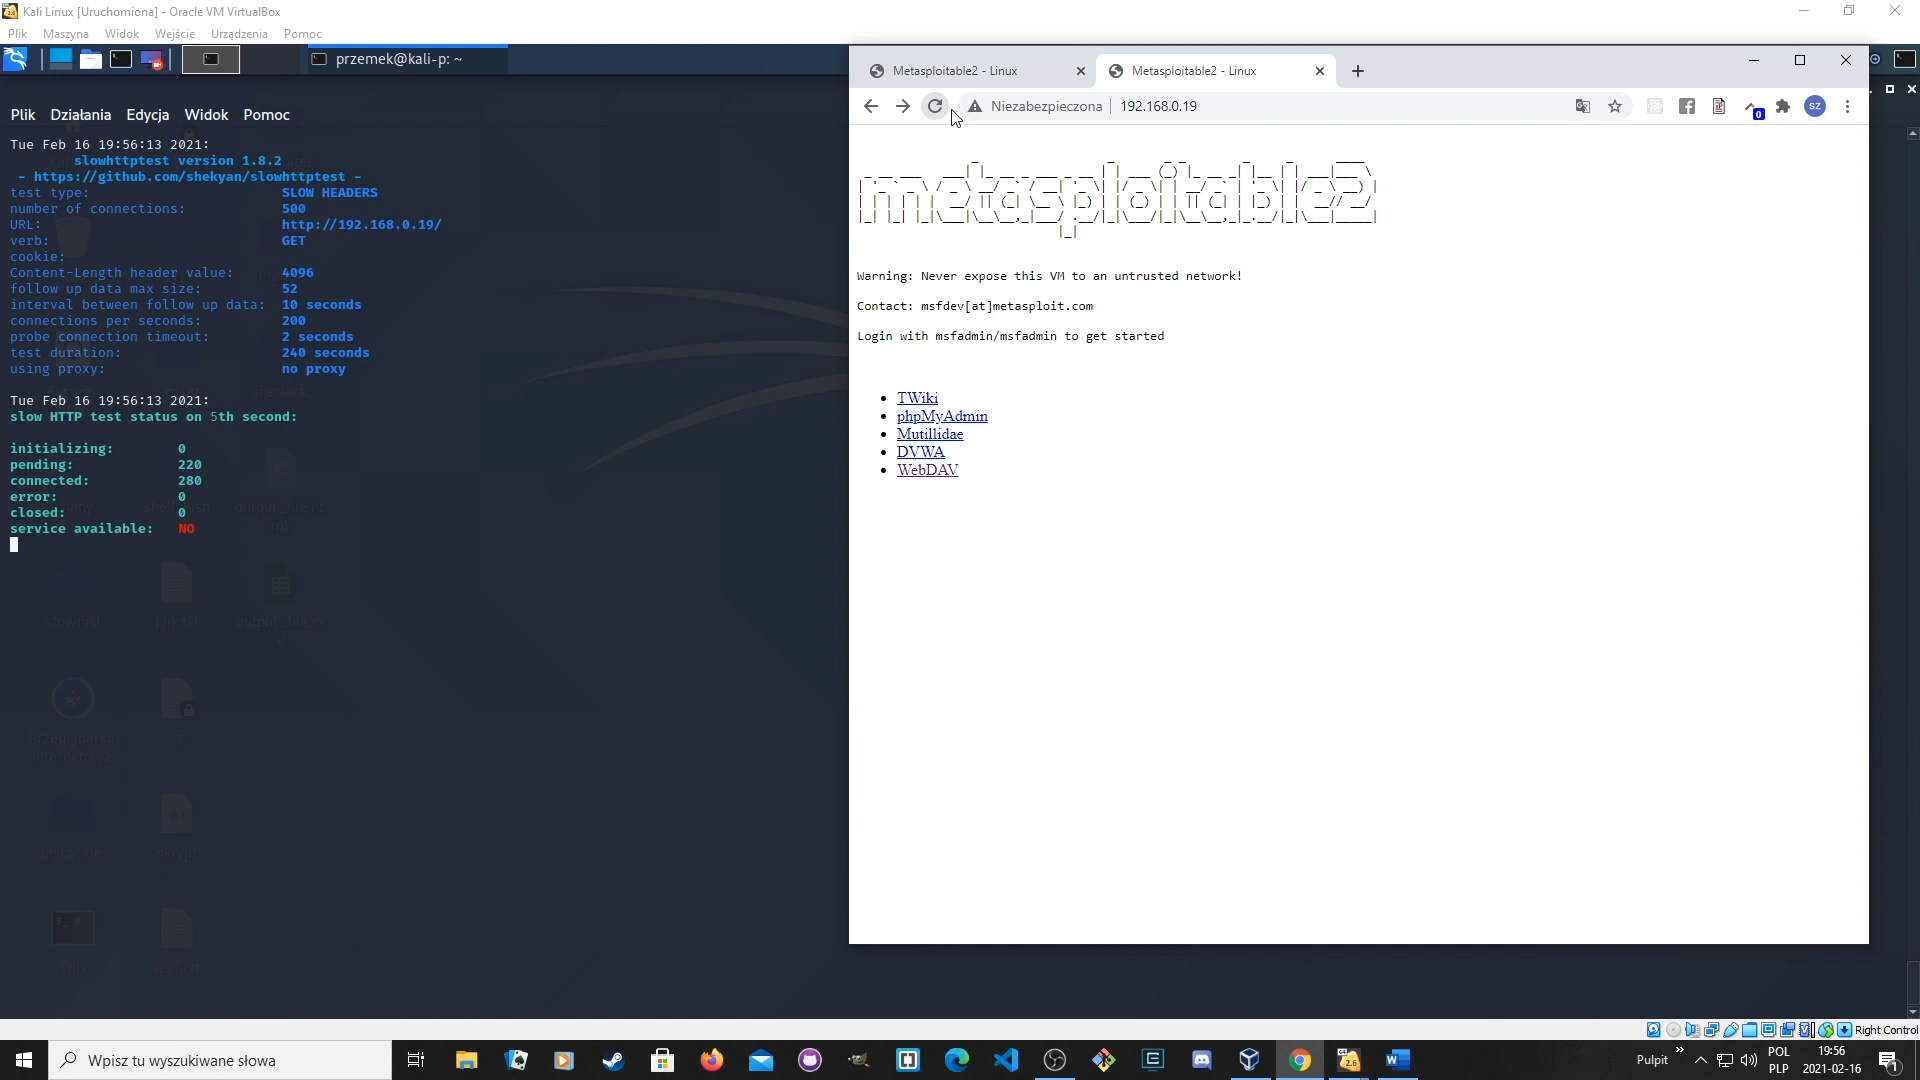 Kali Linux [Uruchomiona] - Oracle VM VirtualBox
Plik Maszyna Widok Wejście Urządzenia Pomoc
przemek@kali-p: ~
Plik Działania Edycja Widok Pomoc
Tue Feb 16 19:56:13 2021:
slowhttptest version 1.8.2
- https://github.com/shekyan/slowhttptest -
test type: SLOW HEADERS
number of connections: 500
URL: http://192.168.0.19/
verb: GET
cookie:
Content-Length header value: 4096
follow up data max size: 52
interval between follow up data: 10 seconds
connections per seconds: 200
probe connection timeout: 2 seconds
test duration: 240 seconds
using proxy: no proxy
Tue Feb 16 19:56:13 2021:
slow HTTP test status on 5th second:
initializing: 0
pending: 220
connected: 280
error: 0
closed: 0
service available: NO
Metasploitable2 - Linux
Metasploitable2 - Linux
Niezabezpieczona 192.168.0.19
0
SZ
metasploitable2
Warning: Never expose this VM to an untrusted network!
Contact: msfdev[at]metasploit.com
Login with msfadmin/msfadmin to get started
TWiki
phpMyAdmin
Mutillidae
DVWA
WebDAV
Right Control
Wpisz tu wyszukiwane słowa
Pulpit
POL
PLP
19:56
2021-02-16
1